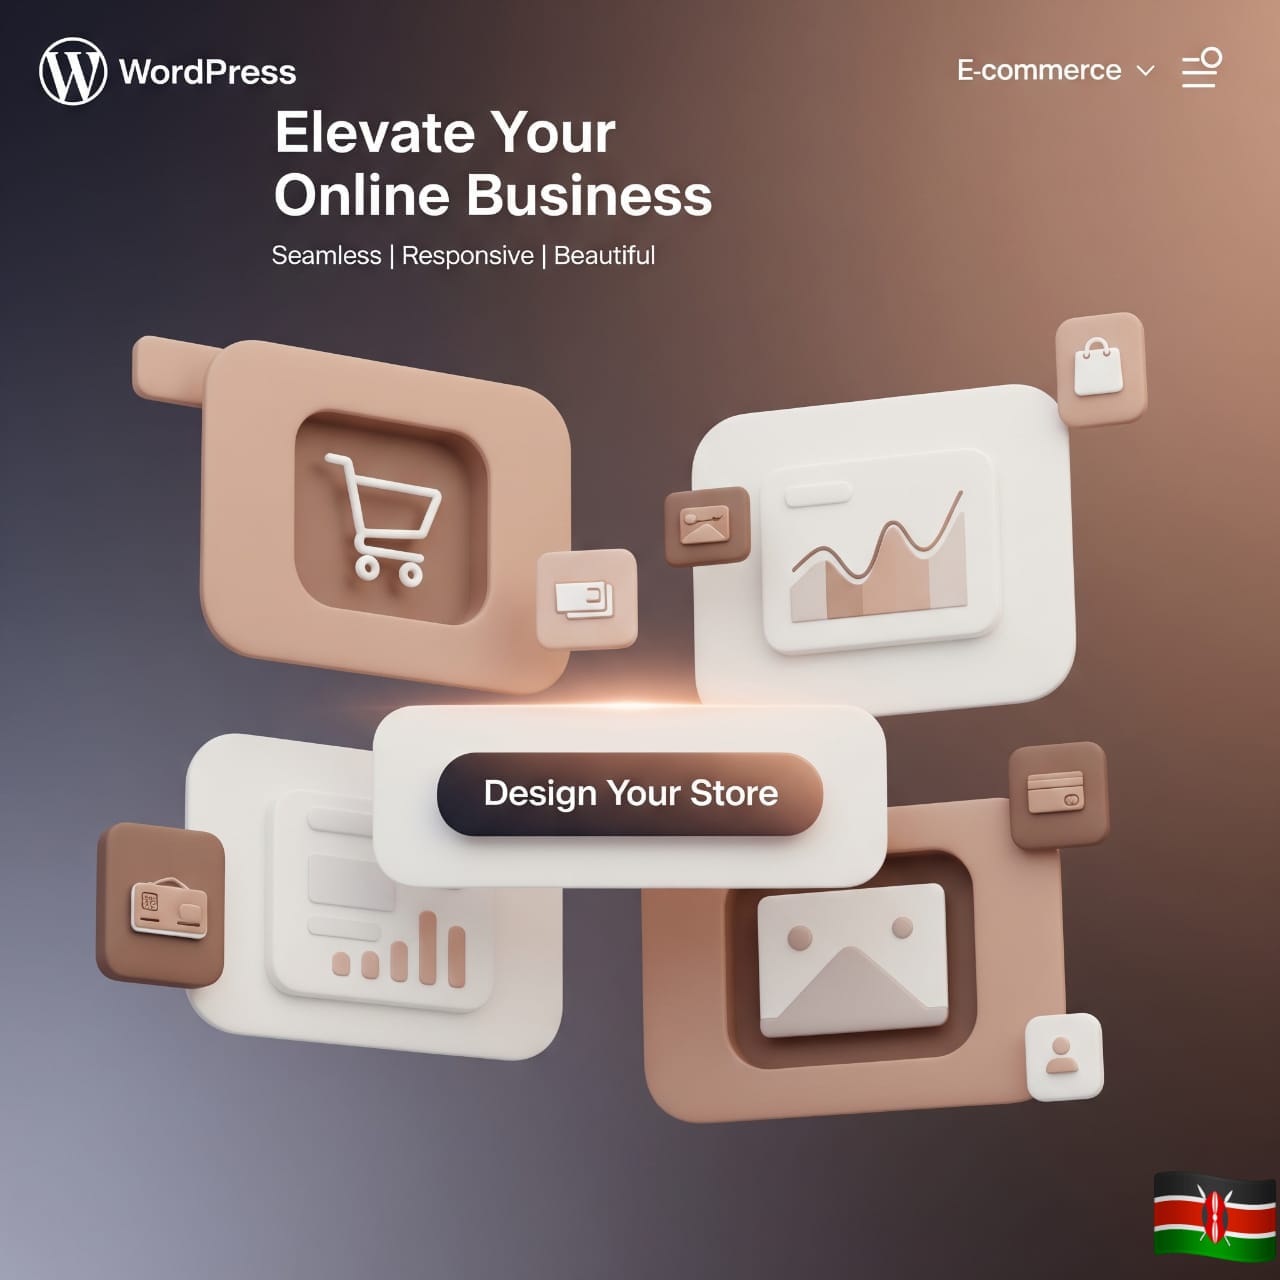 WordPress
E-commerce
Elevate Your
Online Business
Seamless | Responsive | Beautiful
Design Your Store